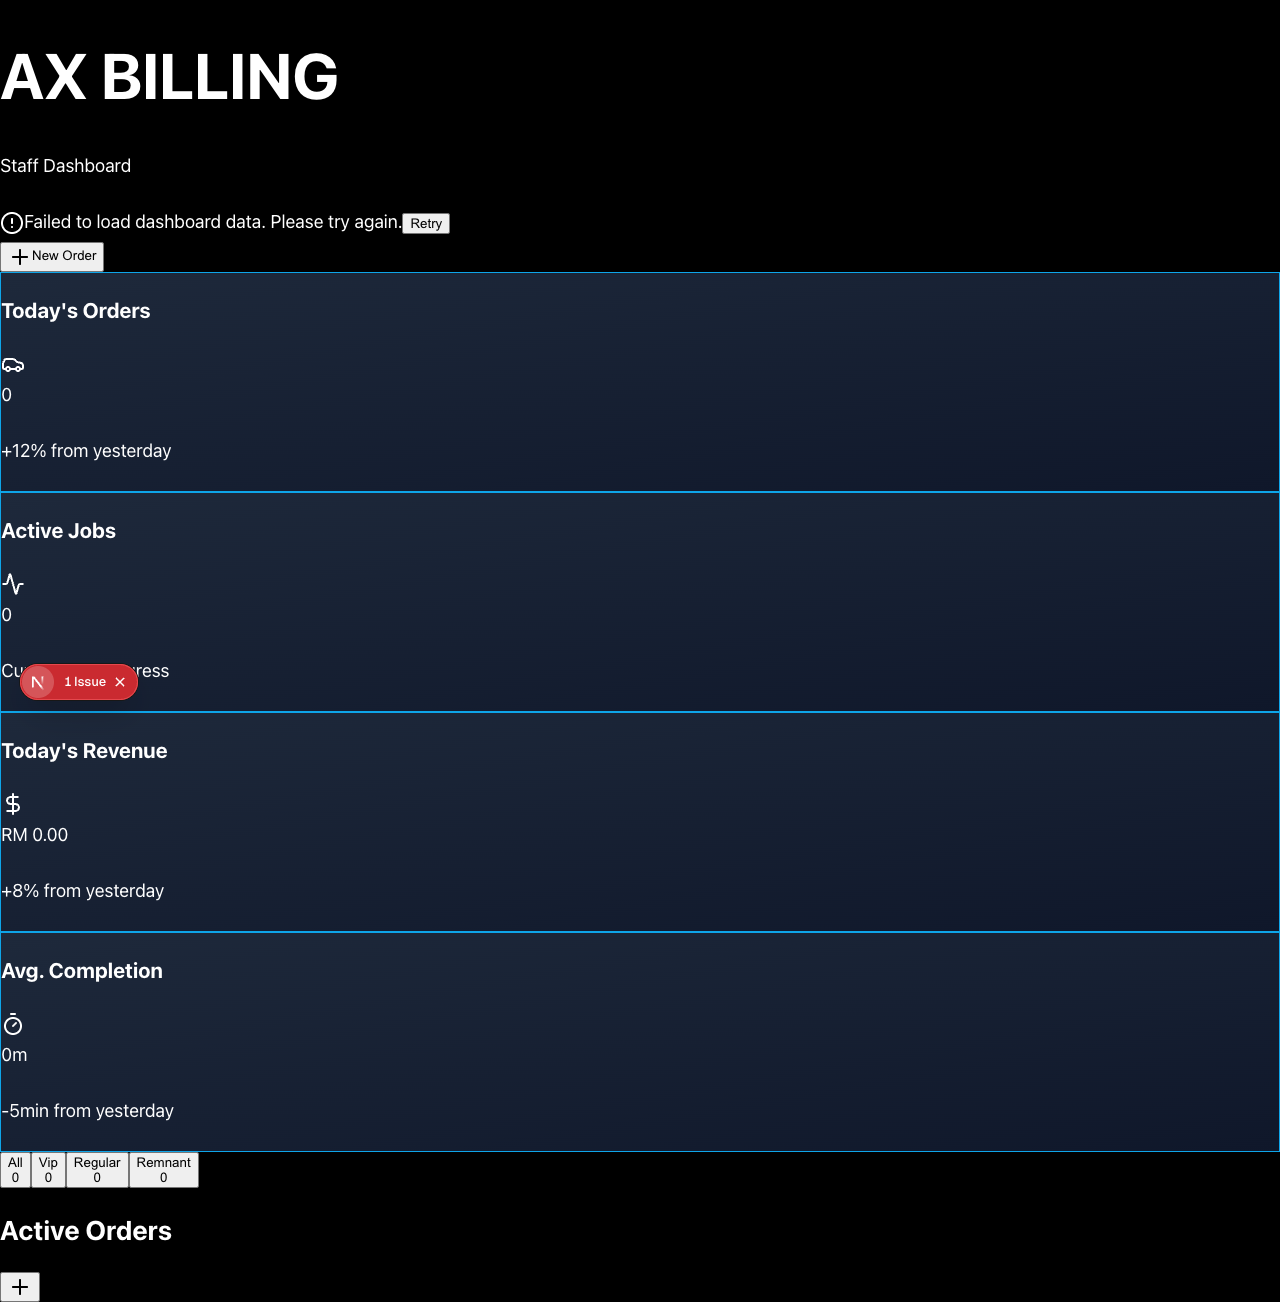 AX BILLING
Staff Dashboard
Failed to load dashboard data. Please try again. Retry
New Order
Today's Orders
0
+12% from yesterday
Active Jobs
0
Cu ress
1 Issue
Today's Revenue
RM 0.00
+8% from yesterday
Avg. Completion
0m
-5min from yesterday
All Vip Regular Remnant
0 0 0 0
Active Orders